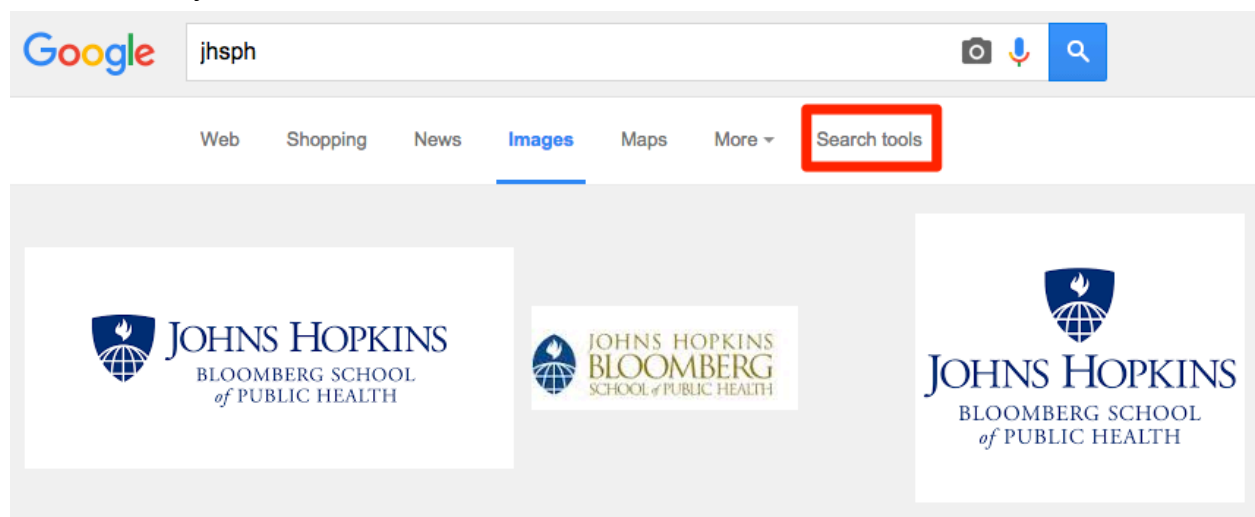 Google jhsph
Web Shopping News Images Maps More Search tools
JOHNS HOPKINS
BLOOMBERG SCHOOL
of PUBLIC HEALTH
JOHNS HOPKINS
BLOOMBERG
SCHOOL of PUBLIC HEALTH
JOHNS HOPKINS
BLOOMBERG SCHOOL
of PUBLIC HEALTH